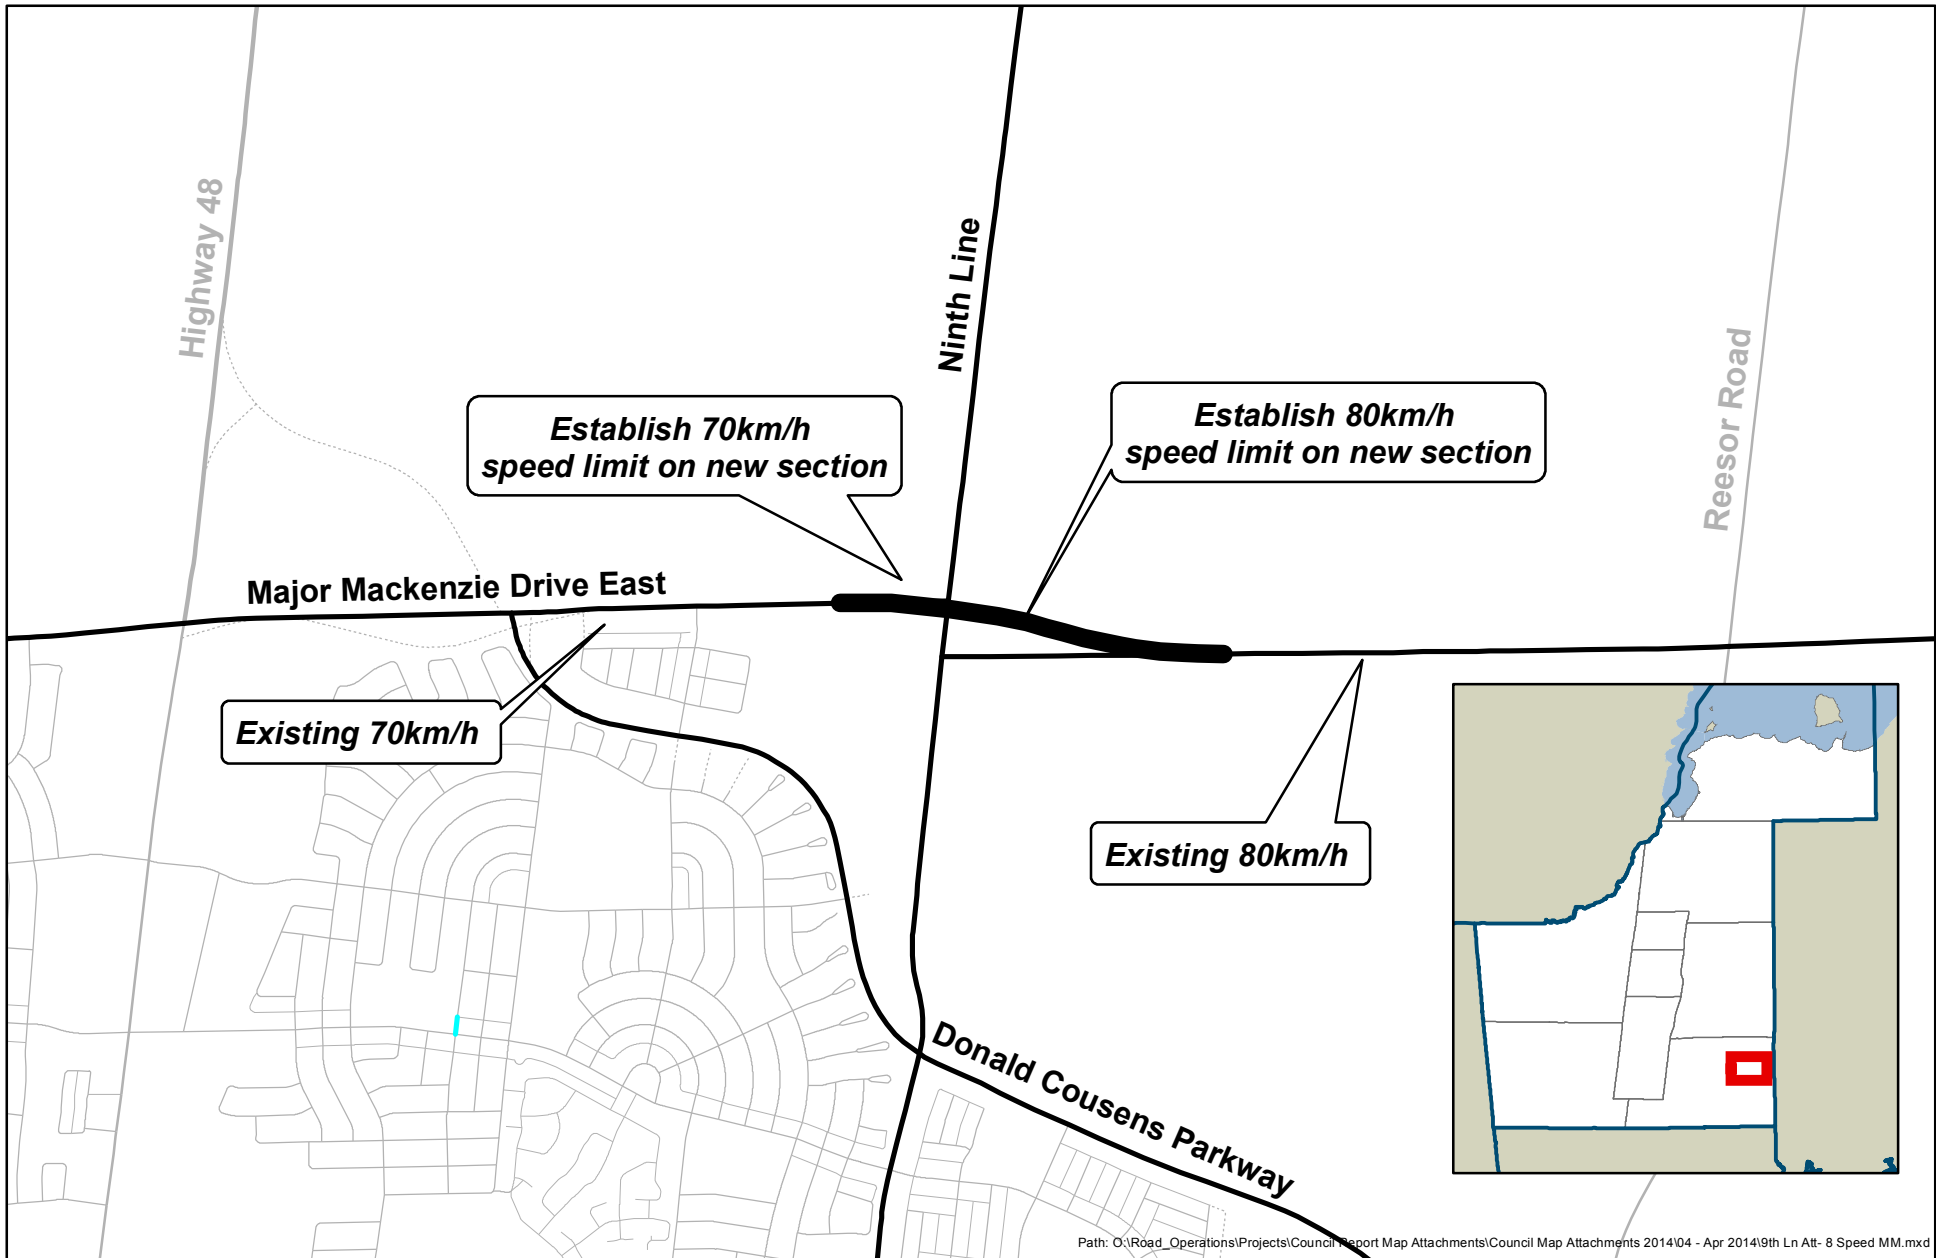 Highway 48
Ninth Line
Reesor Road
Establish 70km/h
speed limit on new section
Establish 80km/h
speed limit on new section
Major Mackenzie Drive East
Existing 70km/h
Existing 80km/h
Donald Cousens Parkway
Path: O:\Road_Operations\Projects\Council Report Map Attachments\Council Map Attachments 2014\04 - Apr 2014\9th Ln Att- 8 Speed MM.mxd